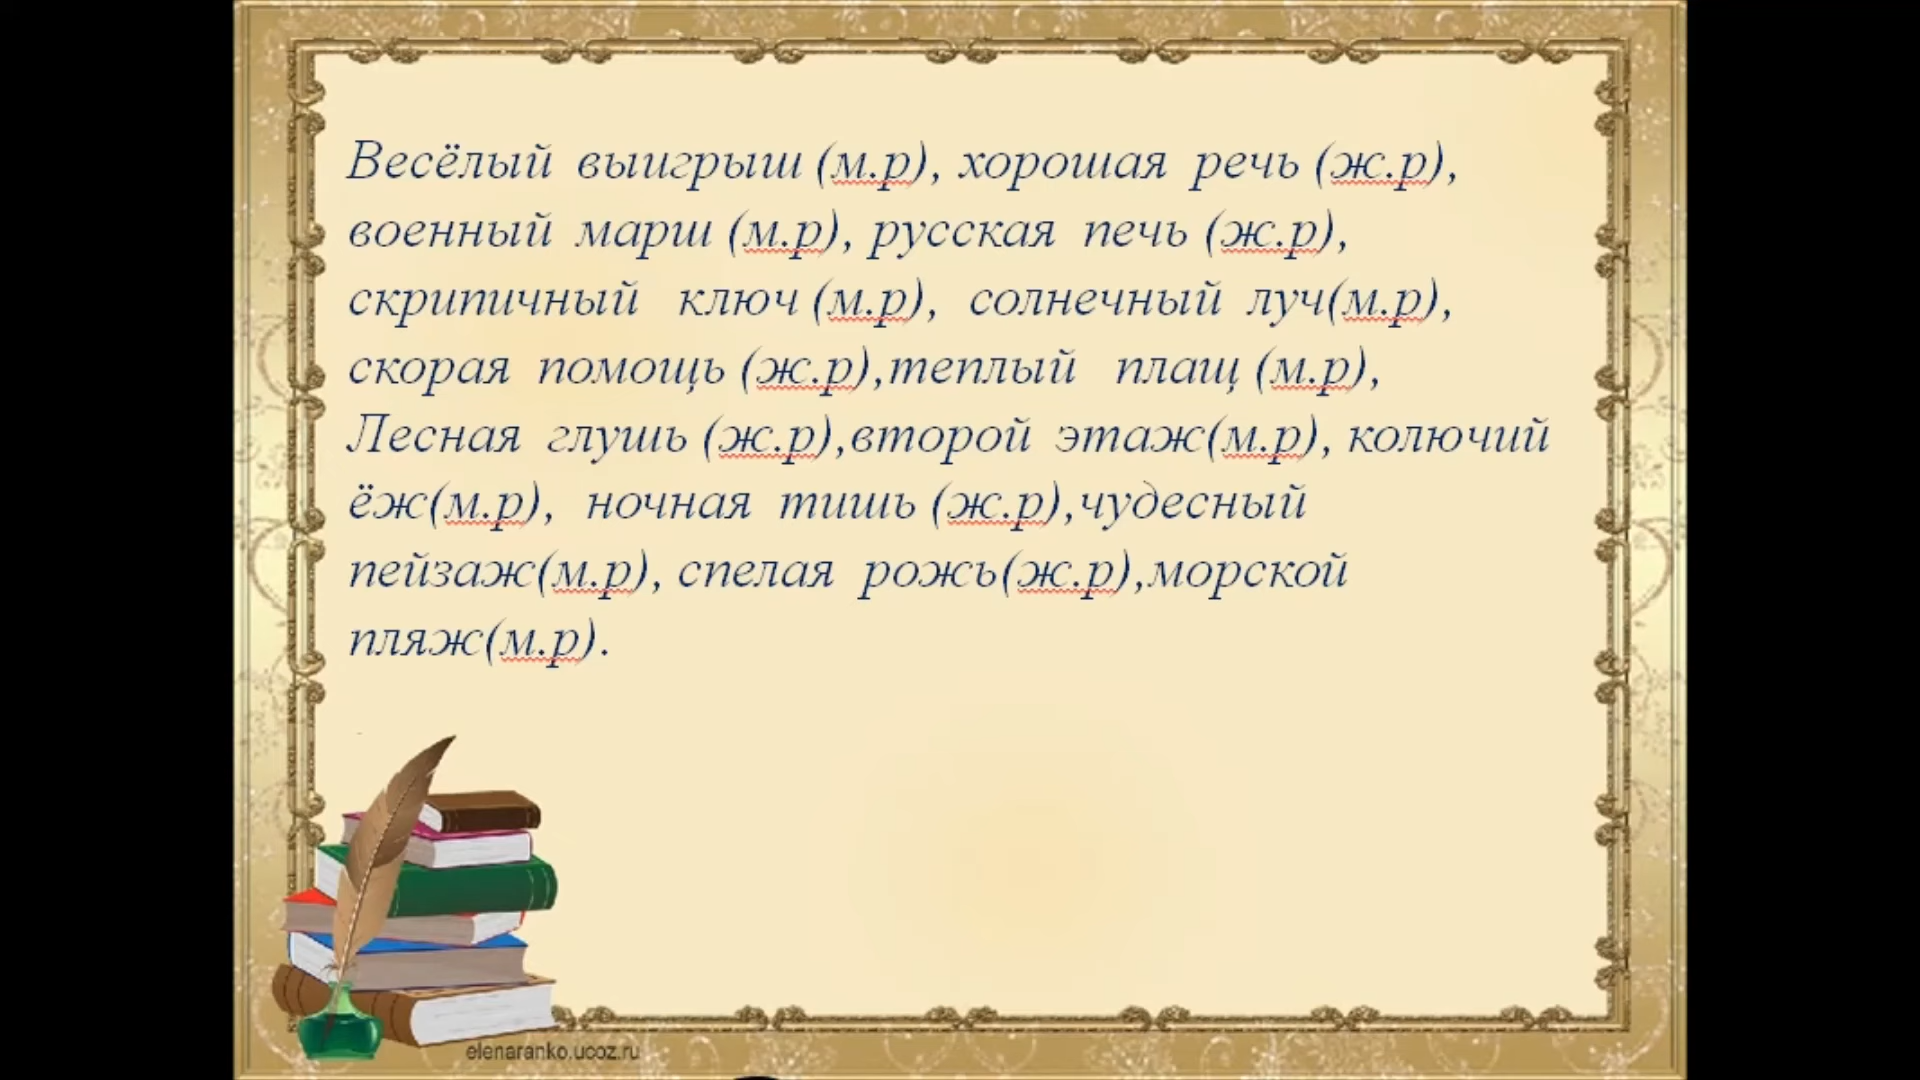 Весёлый выигрыш (м.р), хорошая речь (ж.р),
военный марш (м.р), русская печь (ж.р),
скрипичный ключ (м.р), солнечный луч(м.р),
скорая помощь (ж.р),теплый плащ (м.р),
Лесная глушь (ж.р),второй этаж(м.р), колючий
ёж(м.р), ночная тишь (ж.р),чудесный
пейзаж(м.р), спелая рожь(ж.р),морской
пляж(м.р).
elenaranko.ucoz.ru